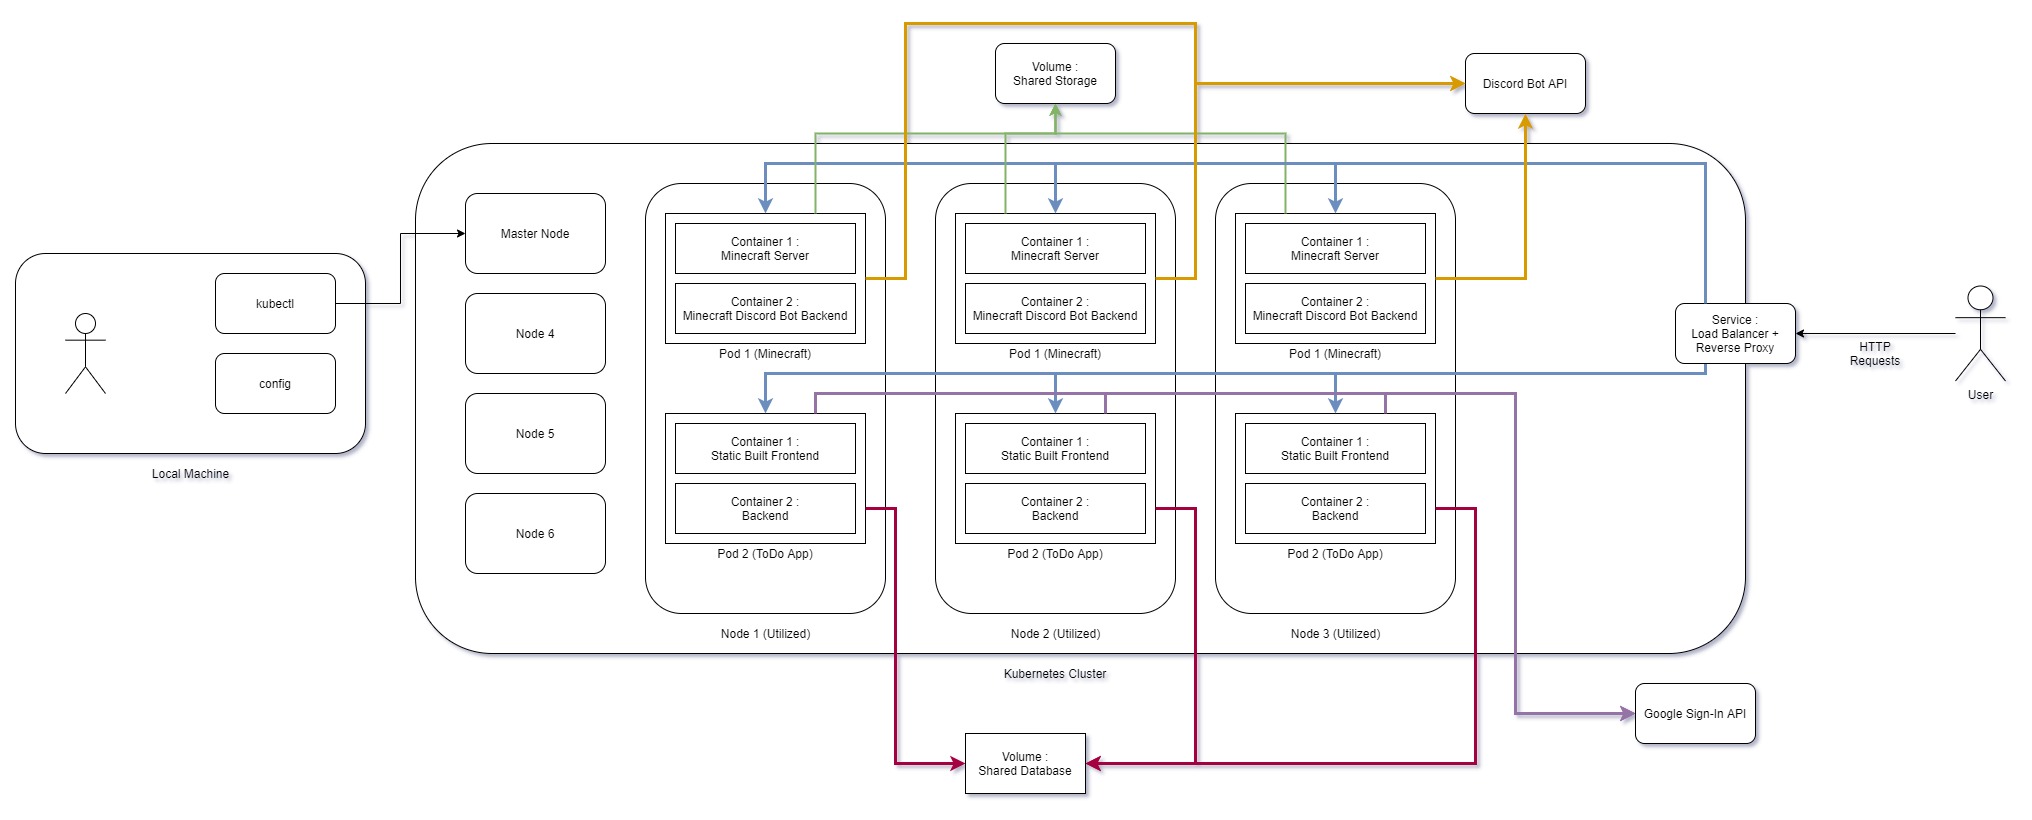 Volume :
Shared Storage
Discord Bot API
Master Node
Node 4
Node 5
Node 6
kubectl
config
Local Machine
Container 1 :
Minecraft Server
Container 2 :
Minecraft Discord Bot Backend
Pod 1 (Minecraft)
Container 1 :
Static Built Frontend
Container 2 :
Backend
Pod 2 (ToDo App)
Node 1 (Utilized)
Container 1 :
Minecraft Server
Container 2 :
Minecraft Discord Bot Backend
Pod 1 (Minecraft)
Container 1 :
Static Built Frontend
Container 2 :
Backend
Pod 2 (ToDo App)
Node 2 (Utilized)
Container 1 :
Minecraft Server
Container 2 :
Minecraft Discord Bot Backend
Pod 1 (Minecraft)
Container 1 :
Static Built Frontend
Container 2 :
Backend
Pod 2 (ToDo App)
Node 3 (Utilized)
Service :
Load Balancer +
Reverse Proxy
HTTP
Requests
User
Kubernetes Cluster
Google Sign-In API
Volume :
Shared Database